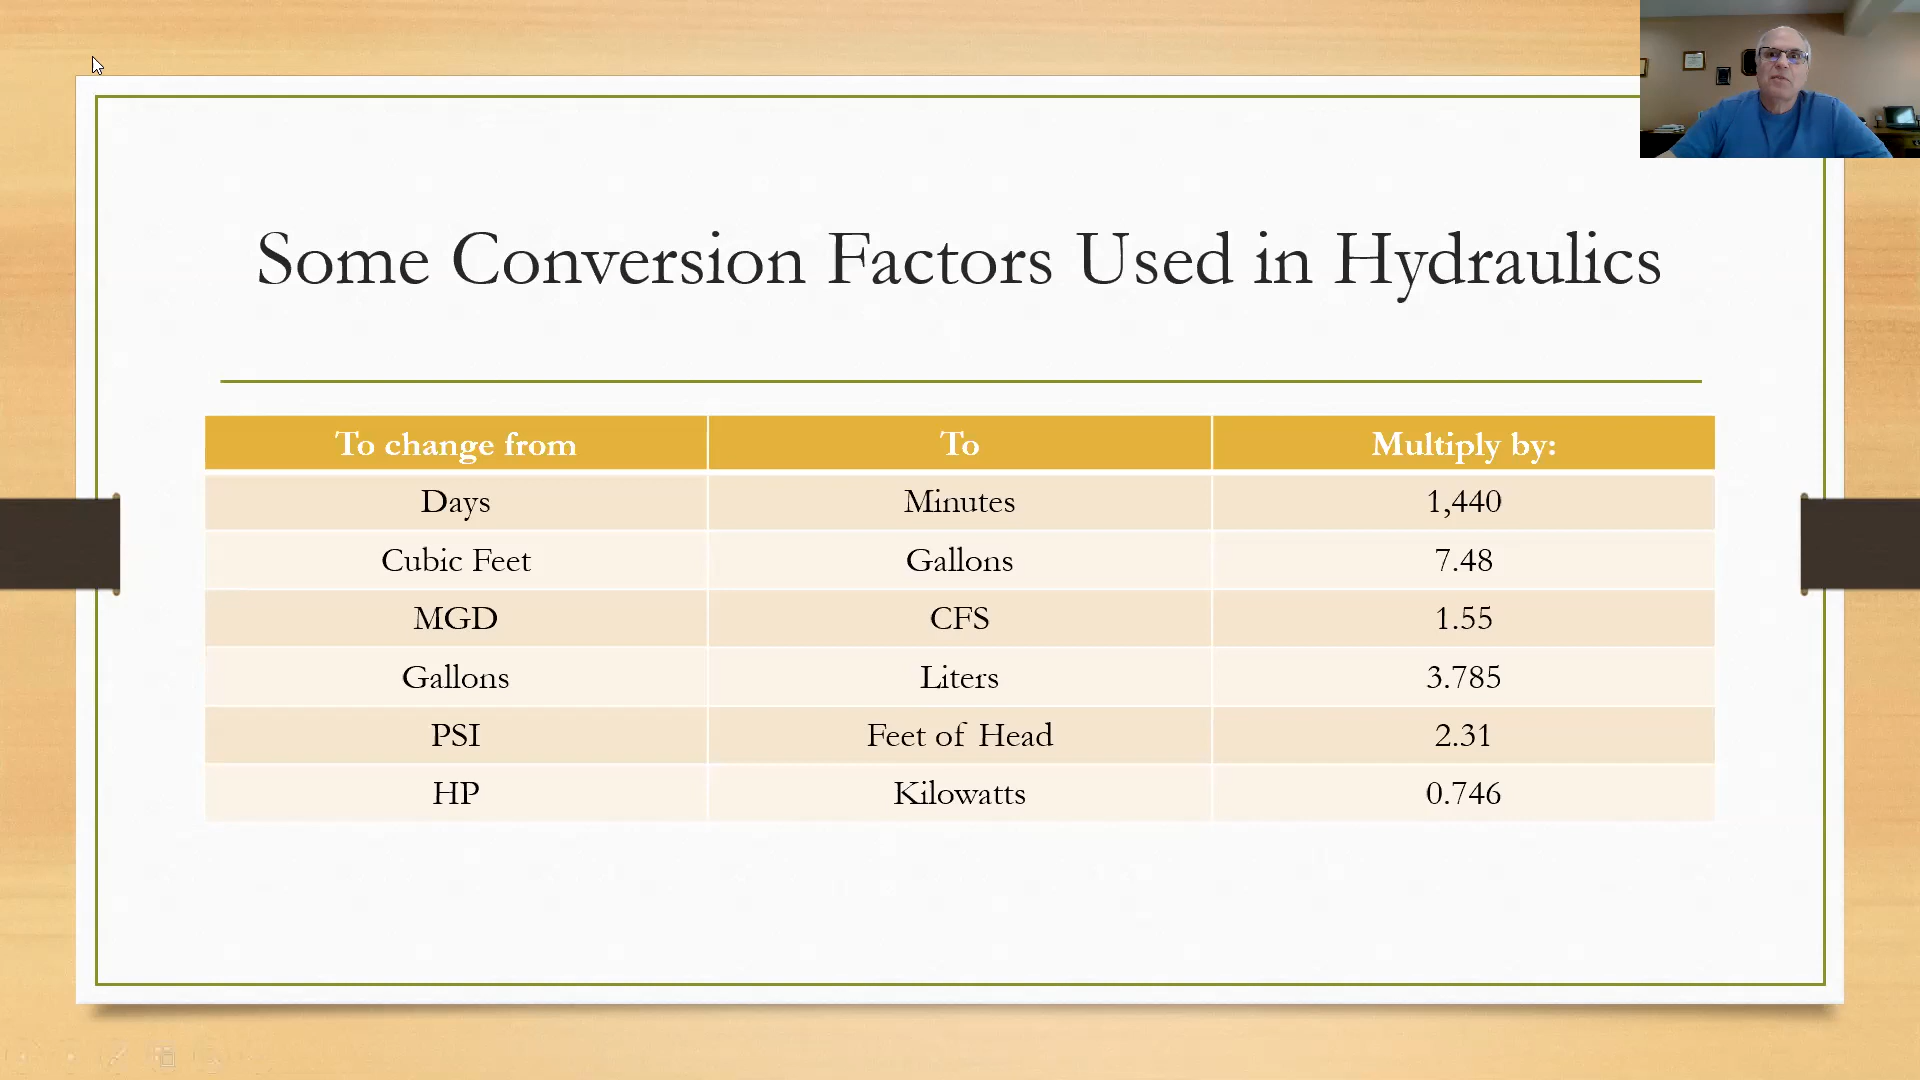 Some Conversion Factors Used in Hydraulics
To change from To Multiply by:
Days Minutes 1,440
Cubic Feet Gallons 7.48
MGD CFS 1.55
Gallons Liters 3.785
PSI Feet of Head 2.31
HP Kilowatts 0.746